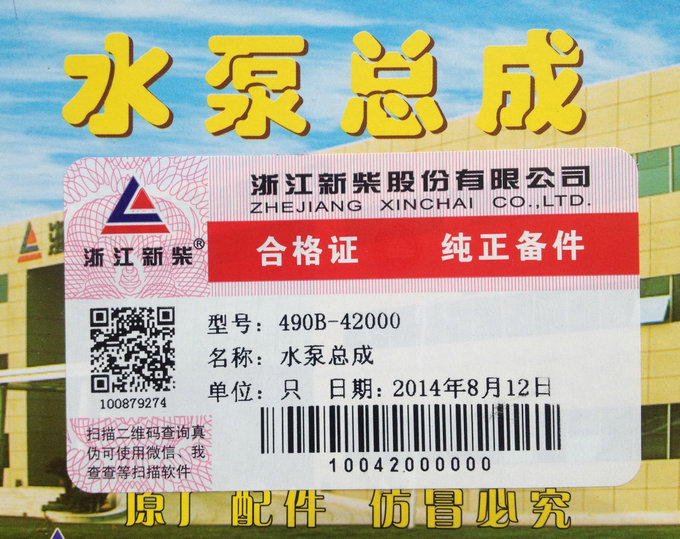 水泵总成
浙江新柴股份有限公司
ZHEJIANG XINCHAI CO.,LTD.
浙江新柴®
合格证 纯正备件
型号: 490B-42000
名称: 水泵总成
单位: 只 日期: 2014年8月12日
100879274
扫描二维码查询真
伪可使用微信、我
查查等扫描软件
10042000000
原厂配件 仿冒必究